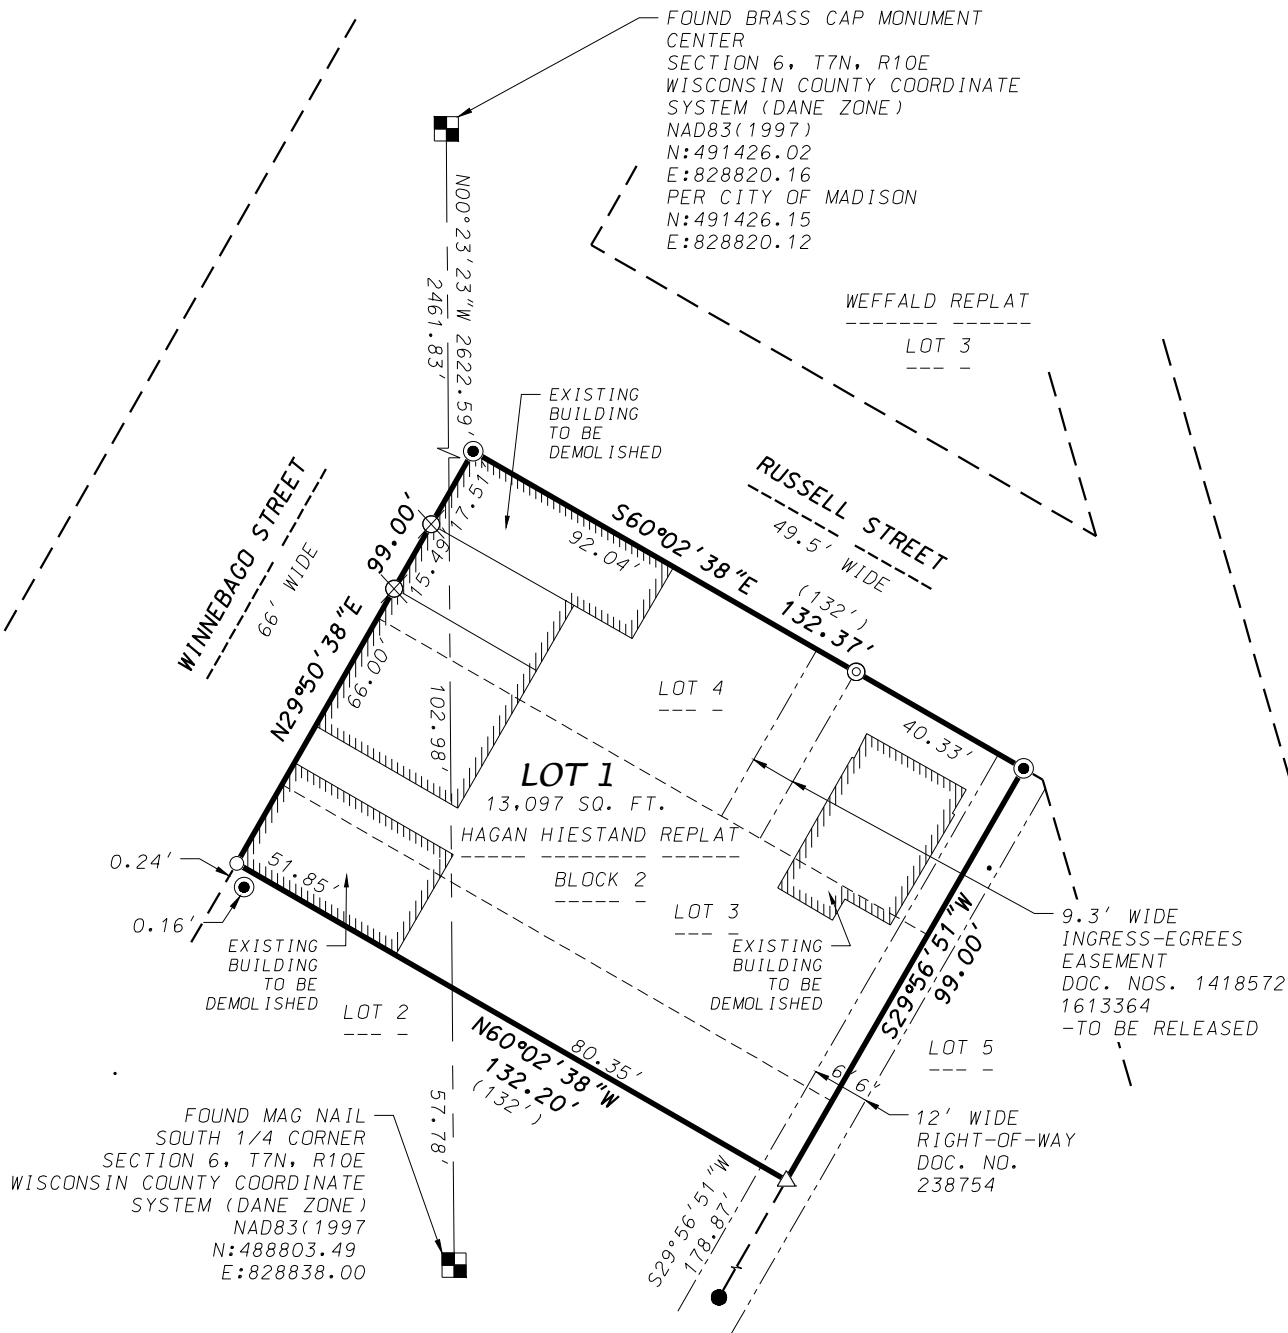 FOUND BRASS CAP MONUMENT
CENTER
SECTION 6, T7N, R10E
WISCONSIN COUNTY COORDINATE
SYSTEM (DANE ZONE)
NAD83(1997)
N:491426.02
E:828820.16
PER CITY OF MADISON
N:491426.15
E:828820.12
N00°23'23"W 2622.59'
2461.83'
WEFFALD REPLAT
LOT 3
EXISTING
BUILDING
TO BE
DEMOLISHED
RUSSELL STREET
49.5' WIDE
WINNEBAGO STREET
66' WIDE
N29°50'38"E 99.00'
17.51'
15.49'
66.00'
S60°02'38"E 132.37'
(132')
92.04'
40.33'
102.98'
LOT 4
LOT 1
13,097 SQ. FT.
HAGAN HIESTAND REPLAT
BLOCK 2
LOT 3
0.24'
0.16'
51.85'
EXISTING
BUILDING
TO BE
DEMOLISHED
LOT 2
EXISTING
BUILDING
TO BE
DEMOLISHED
S29°56'51"W
99.00'
9.3' WIDE
INGRESS-EGREES
EASEMENT
DOC. NOS. 1418572
1613364
-TO BE RELEASED
LOT 5
N60°02'38"W
132.20'
(132')
80.35'
57.78'
6'
6'
12' WIDE
RIGHT-OF-WAY
DOC. NO.
238754
S29°56'51"W
178.87'
FOUND MAG NAIL
SOUTH 1/4 CORNER
SECTION 6, T7N, R10E
WISCONSIN COUNTY COORDINATE
SYSTEM (DANE ZONE)
NAD83(1997
N:488803.49
E:828838.00